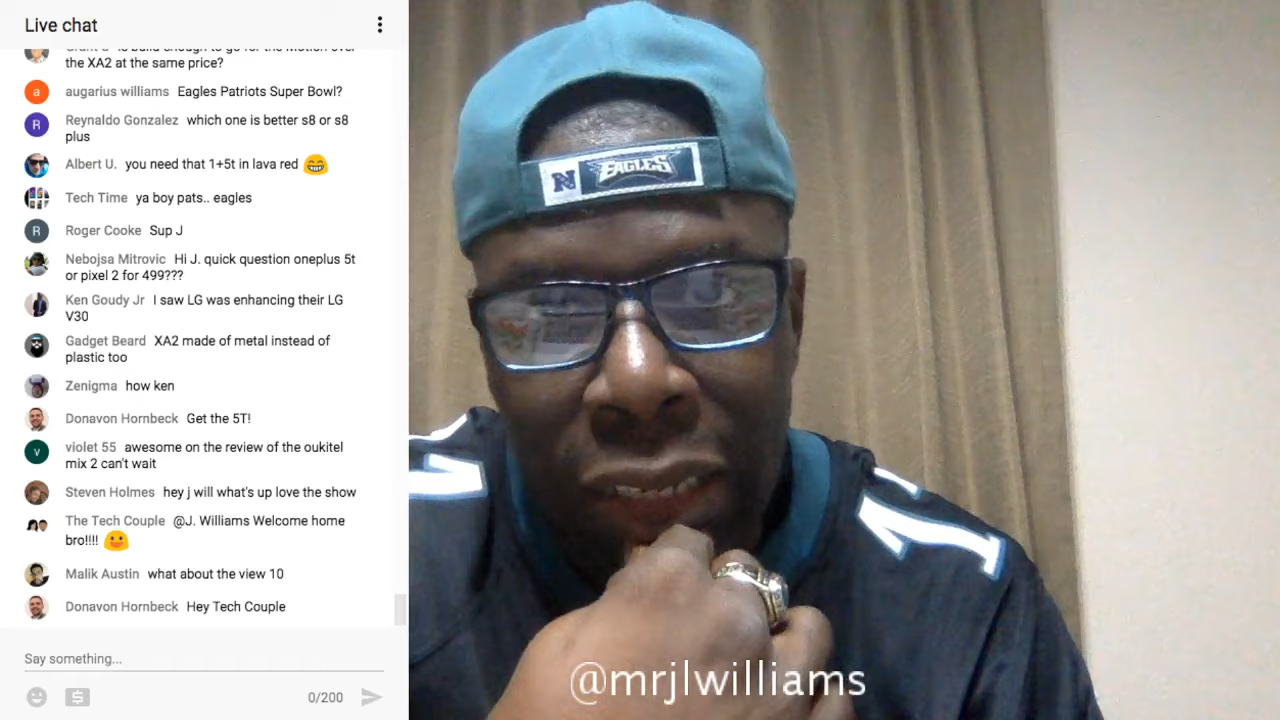 Live chat
the XA2 at the same price?
a augarius williams Eagles Patriots Super Bowl?
R Reynaldo Gonzalez which one is better s8 or s8
plus
Albert U. you need that 1+5t in lava red 😁
Tech Time ya boy pats.. eagles
R Roger Cooke Sup J
Nebojsa Mitrovic Hi J. quick question oneplus 5t
or pixel 2 for 499???
Ken Goudy Jr I saw LG was enhancing their LG
V30
Gadget Beard XA2 made of metal instead of
plastic too
Zenigma how ken
Donavon Hornbeck Get the 5T!
v violet 55 awesome on the review of the oukitel
mix 2 can't wait
Steven Holmes hey j will what's up love the show
The Tech Couple @J. Williams Welcome home
bro!!!! 😃
Malik Austin what about the view 10
Donavon Hornbeck Hey Tech Couple
Say something...
$ 0/200
N EAGLES
1
1
@mrjlwilliams